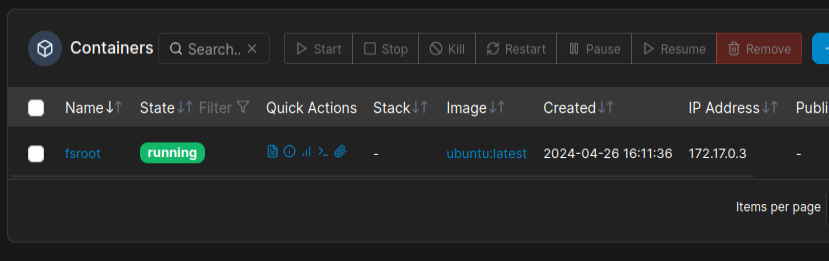 Containers Search.. Start Stop Kill Restart Pause Resume Remove
Name State Filter Quick Actions Stack Image Created IP Address Publi
fsroot running - ubuntu:latest 2024-04-26 16:11:36 172.17.0.3 -
Items per page